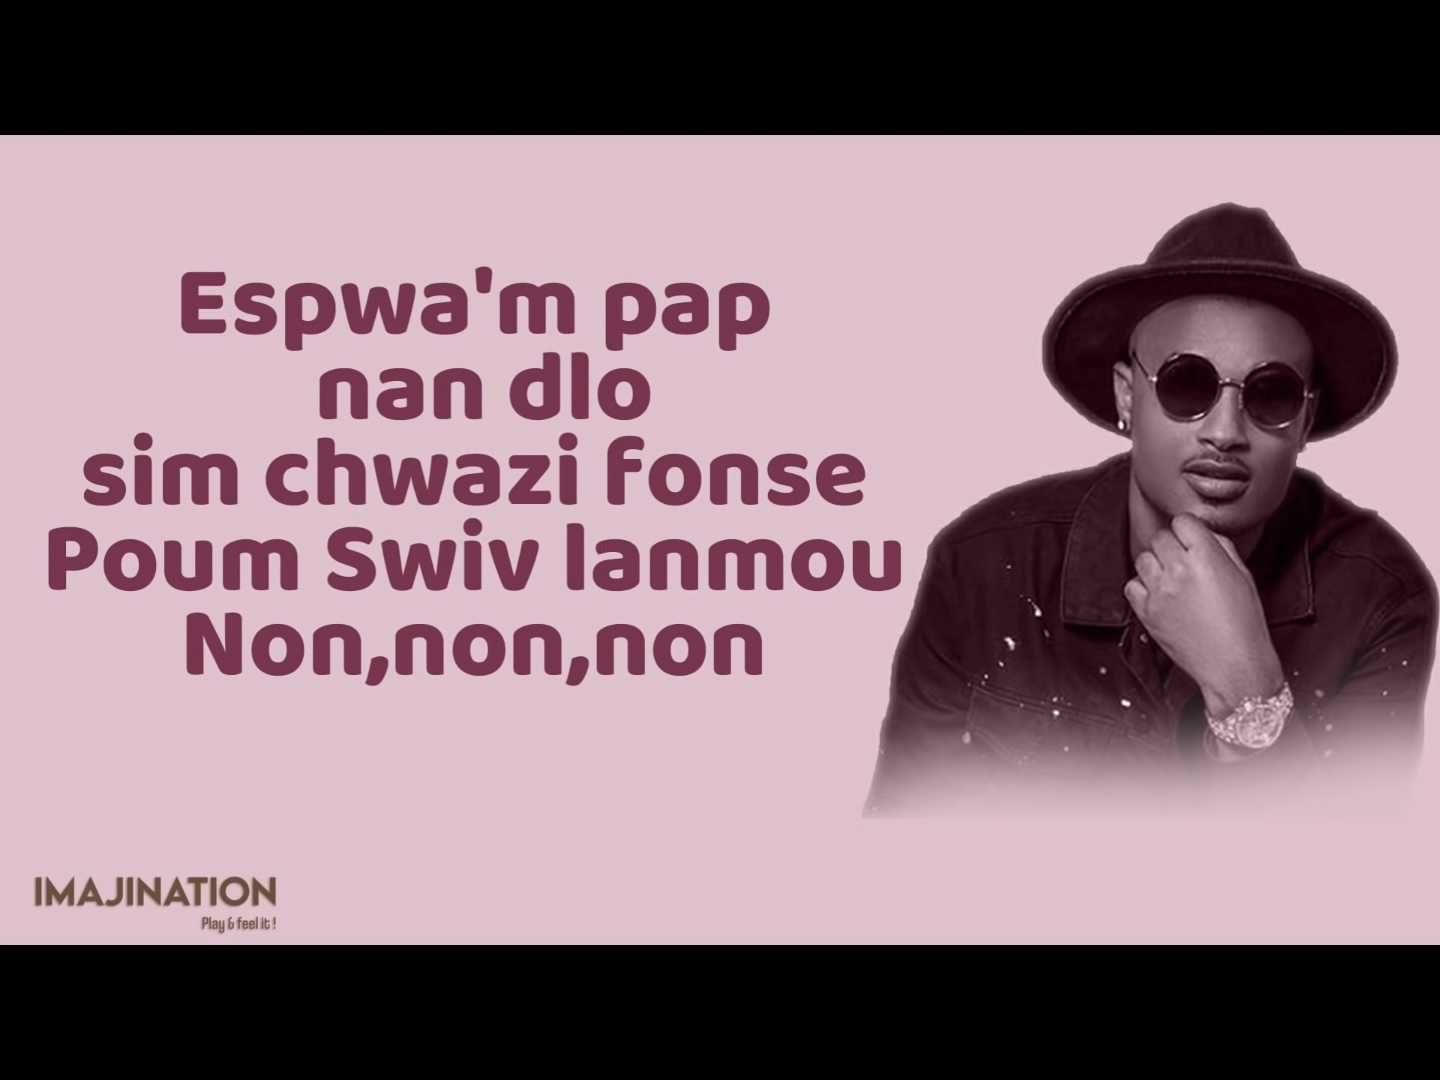 Espwa'm pap
nan dlo
sim chwazi fonse
Poum Swiv lanmou
Non,non,non
IMAJINATION
Play & feel it !